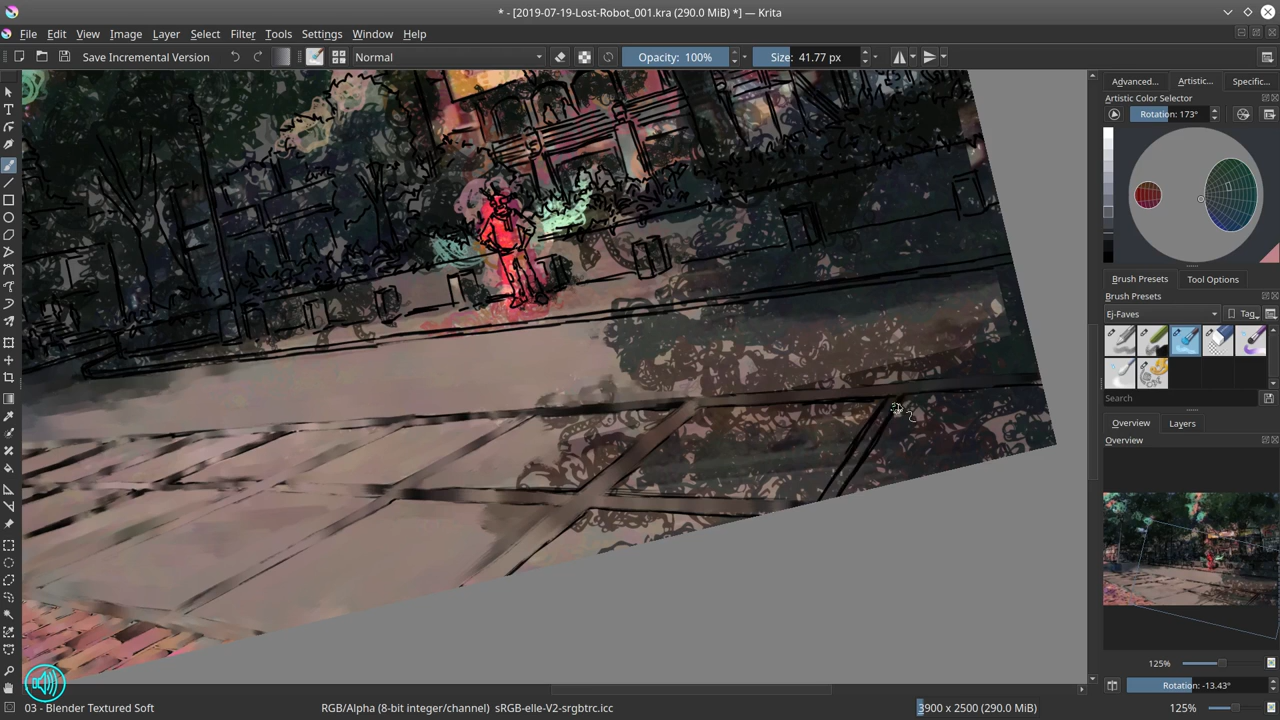 * - [2019-07-19-Lost-Robot_001.kra (290.0 MiB) *] — Krita
File Edit View Image Layer Select Filter Tools Settings Window Help
Save Incremental Version Normal Opacity: 100% Size: 41.77 px
Advanced... Artistic... Specific...
Artistic Color Selector
Rotation: 173°
Brush Presets Tool Options
Brush Presets
Ej-Faves Tag
Search
Overview Layers
Overview
125%
Rotation: -13.43°
03 - Blender Textured Soft RGB/Alpha (8-bit integer/channel) sRGB-elle-V2-srgbtrc.icc 3900 x 2500 (290.0 MiB) 125%